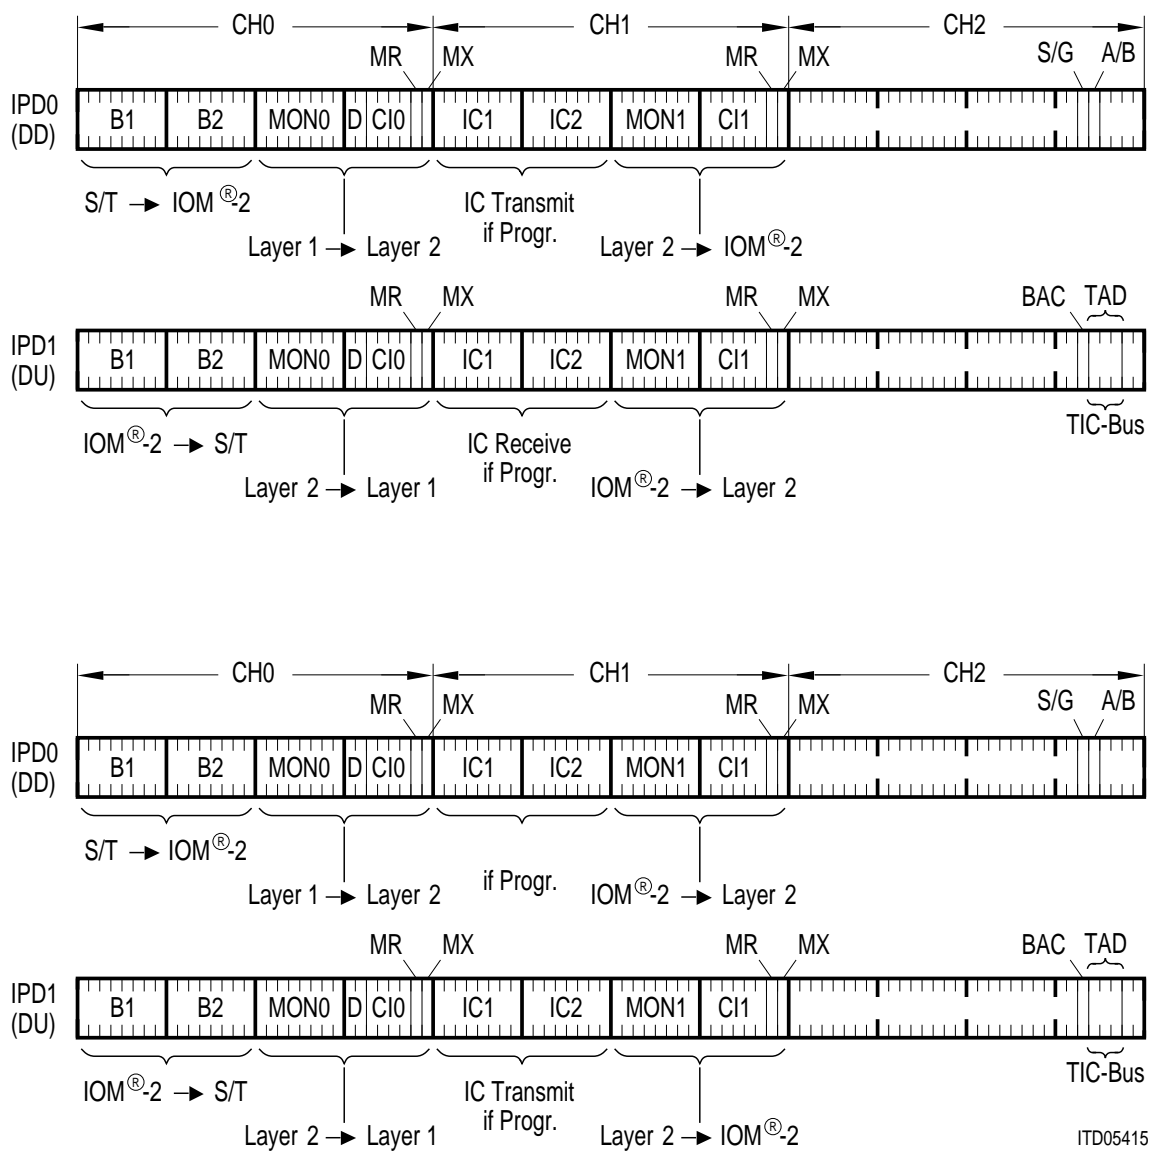 CH0 CH1 CH2
MR MX MR MX S/G A/B
IPD0 (DD) B1 B2 MON0 D CI0 IC1 IC2 MON1 CI1
S/T → IOM®-2 IC Transmit if Progr.
Layer 1 → Layer 2 Layer 2 → IOM®-2
MR MX MR MX BAC TAD
IPD1 (DU) B1 B2 MON0 D CI0 IC1 IC2 MON1 CI1
IOM®-2 → S/T IC Receive if Progr. TIC-Bus
Layer 2 → Layer 1 IOM®-2 → Layer 2
CH0 CH1 CH2
MR MX MR MX S/G A/B
IPD0 (DD) B1 B2 MON0 D CI0 IC1 IC2 MON1 CI1
S/T → IOM®-2
Layer 1 → Layer 2 if Progr. IOM®-2 → Layer 2
MR MX MR MX BAC TAD
IPD1 (DU) B1 B2 MON0 D CI0 IC1 IC2 MON1 CI1
IOM®-2 → S/T IC Transmit if Progr. TIC-Bus
Layer 2 → Layer 1 Layer 2 → IOM®-2
ITD05415